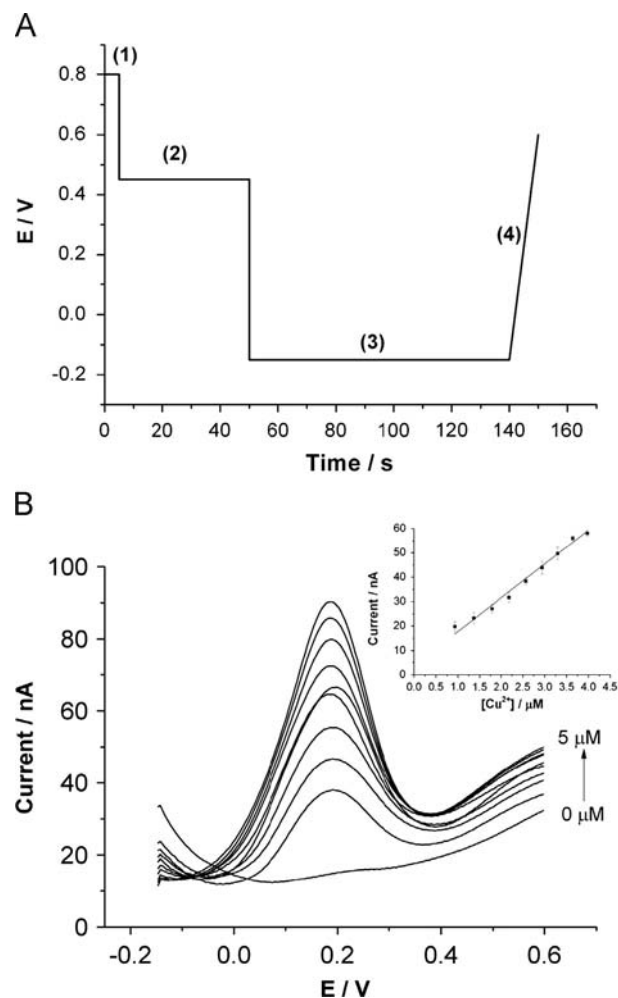 A
(1)
(2)
(3)
(4)
0.8
0.6
0.4
0.2
0.0
-0.2
E / V
0 20 40 60 80 100 120 140 160
Time / s
B
100
80
60
40
20
0
Current / nA
-0.2 0.0 0.2 0.4 0.6
E / V
60
50
40
30
20
10
0
Current / nA
0.0 0.5 1.0 1.5 2.0 2.5 3.0 3.5 4.0 4.5
[Cu²⁺] / µM
5 µM
0 µM